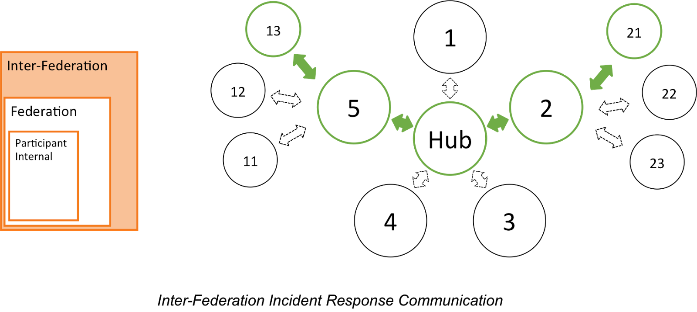 Inter-Federation
Federation
Participant
Internal
13
12
11
5
1
Hub
4
3
2
21
22
23
Inter-Federation Incident Response Communication